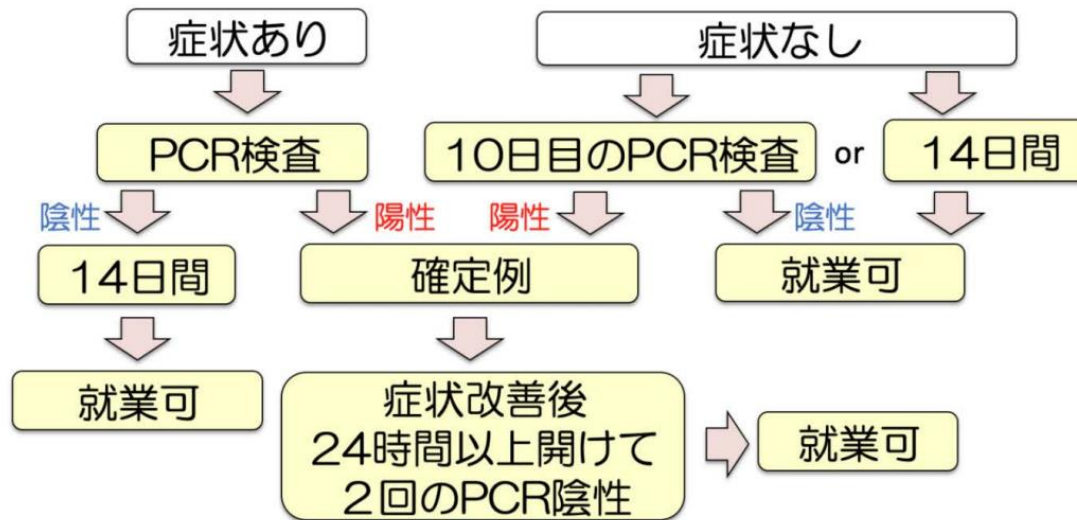 症状あり
症状なし
PCR検査
10日目のPCR検査
or
14日間
陰性
陽性
陽性
陰性
14日間
確定例
就業可
就業可
症状改善後
24時間以上開けて
2回のPCR陰性
就業可